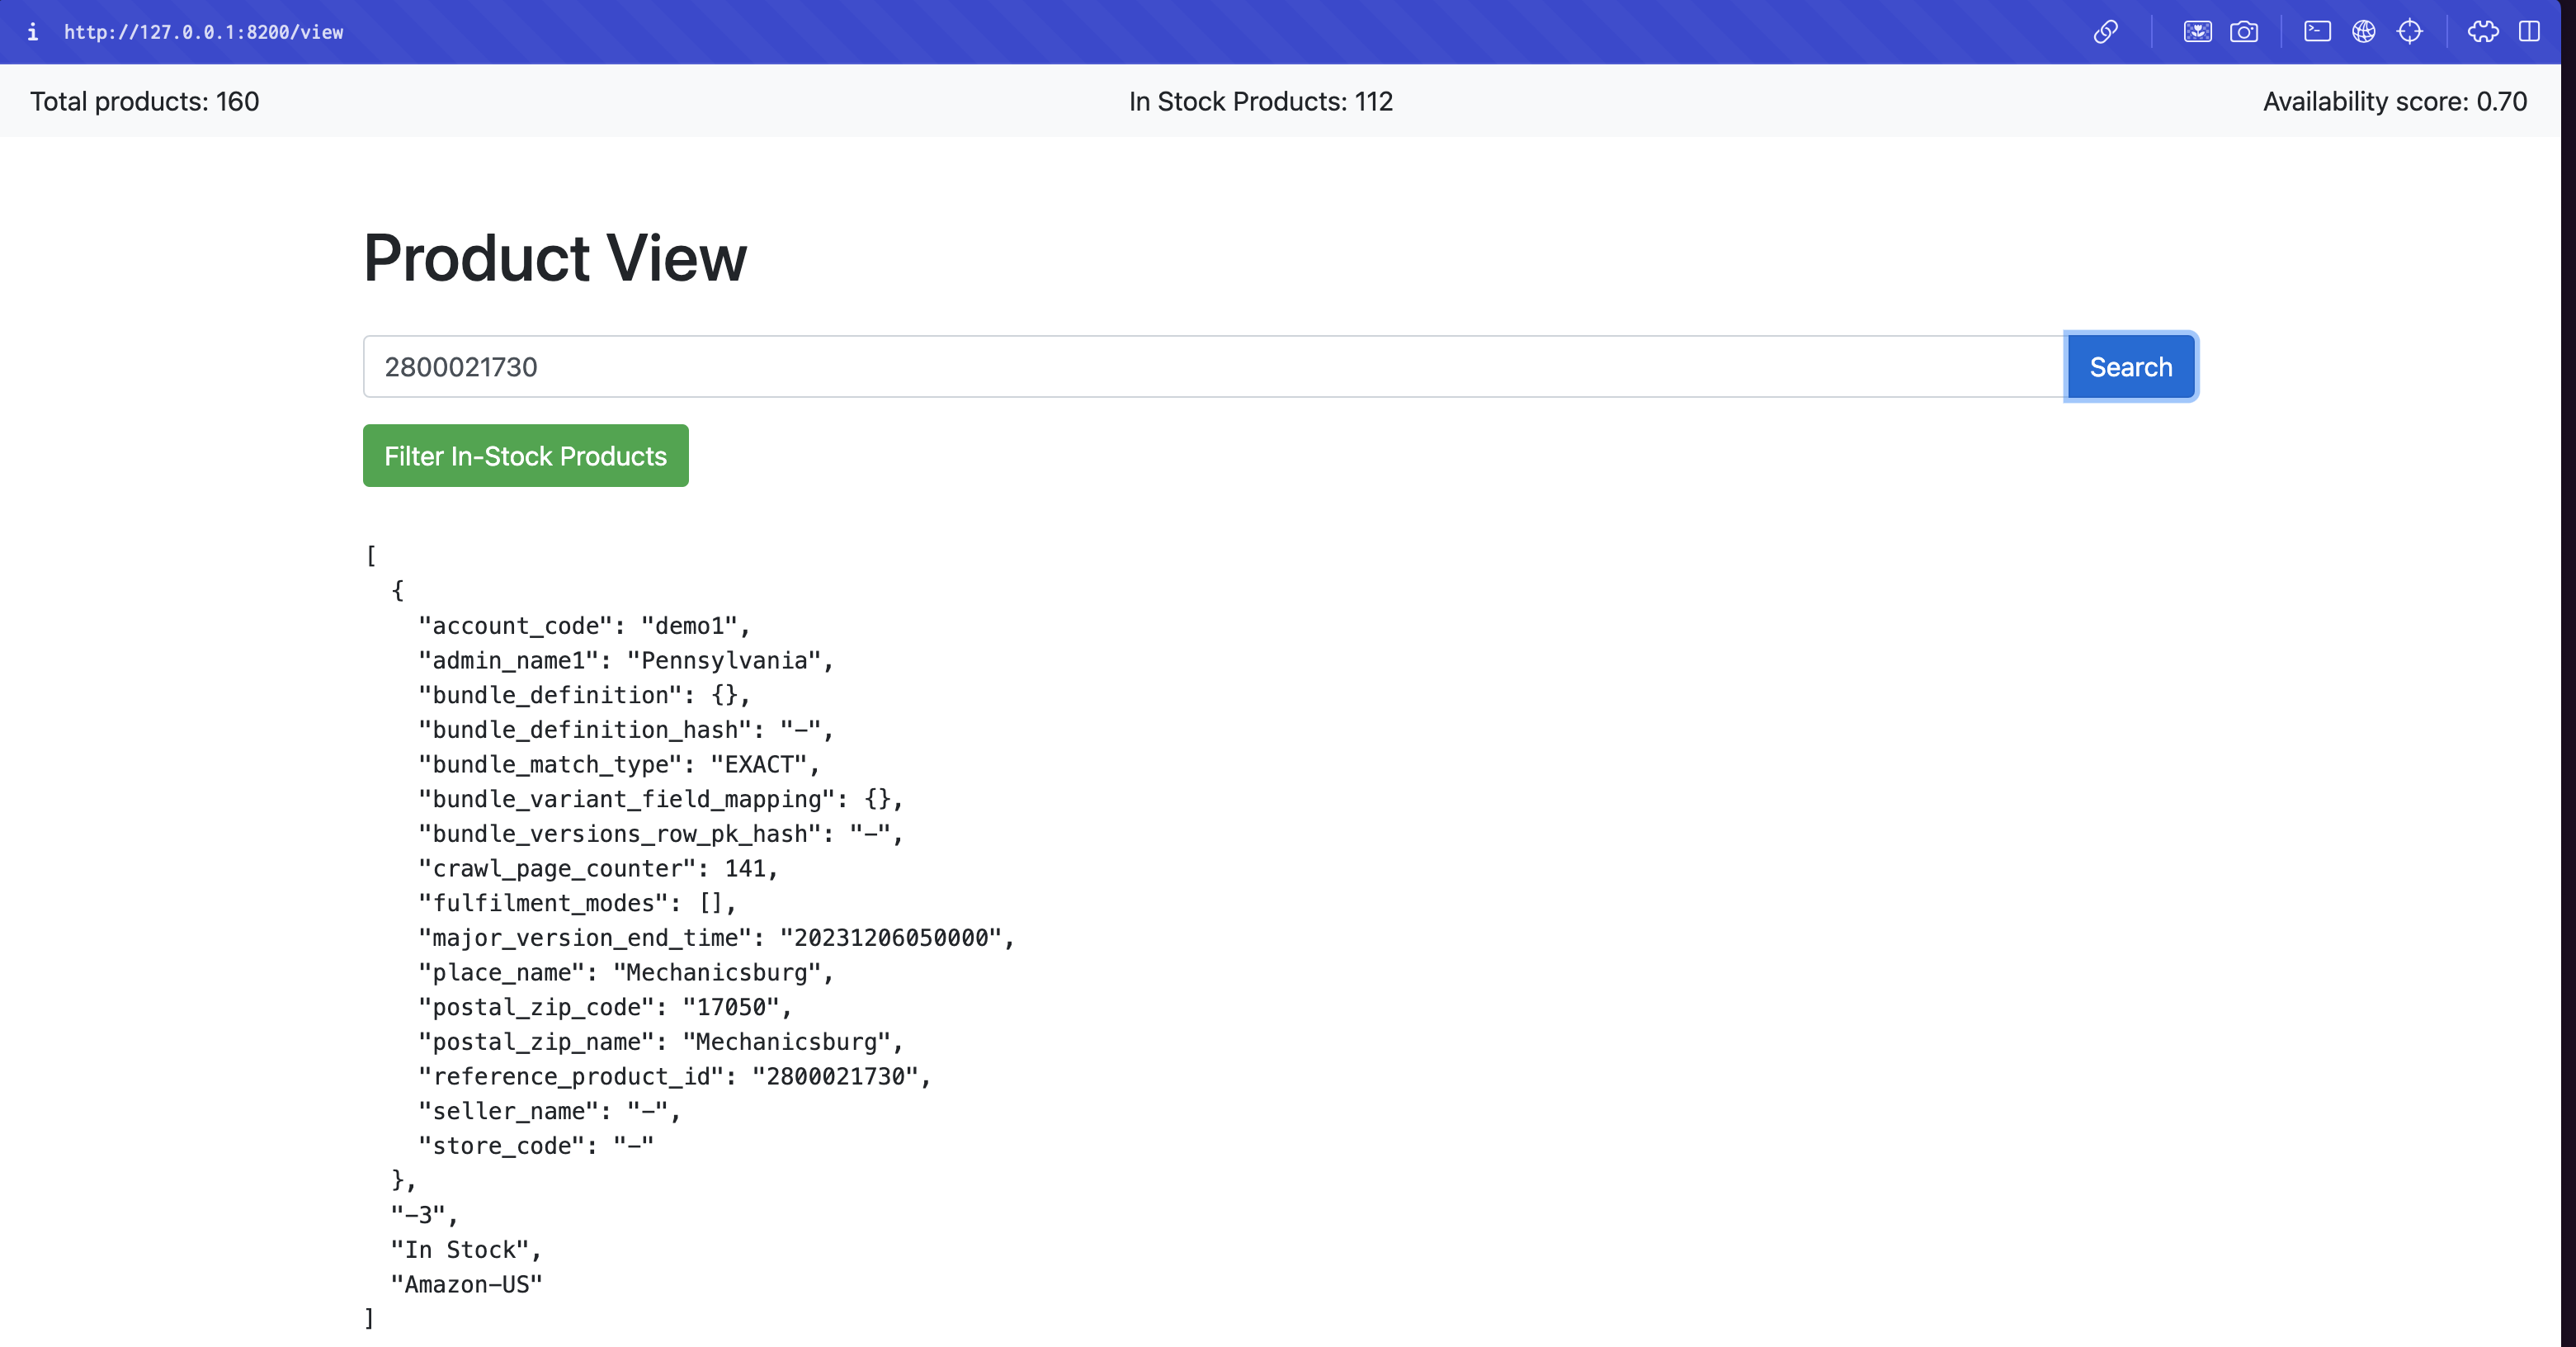 http://127.0.0.1:8200/view
Total products: 160
In Stock Products: 112
Availability score: 0.70
Product View
2800021730
Search
Filter In-Stock Products
[
  {
    "account_code": "demo1",
    "admin_name1": "Pennsylvania",
    "bundle_definition": {},
    "bundle_definition_hash": "-",
    "bundle_match_type": "EXACT",
    "bundle_variant_field_mapping": {},
    "bundle_versions_row_pk_hash": "-",
    "crawl_page_counter": 141,
    "fulfilment_modes": [],
    "major_version_end_time": "20231206050000",
    "place_name": "Mechanicsburg",
    "postal_zip_code": "17050",
    "postal_zip_name": "Mechanicsburg",
    "reference_product_id": "2800021730",
    "seller_name": "-",
    "store_code": "-"
  },
  "-3",
  "In Stock",
  "Amazon-US"
]